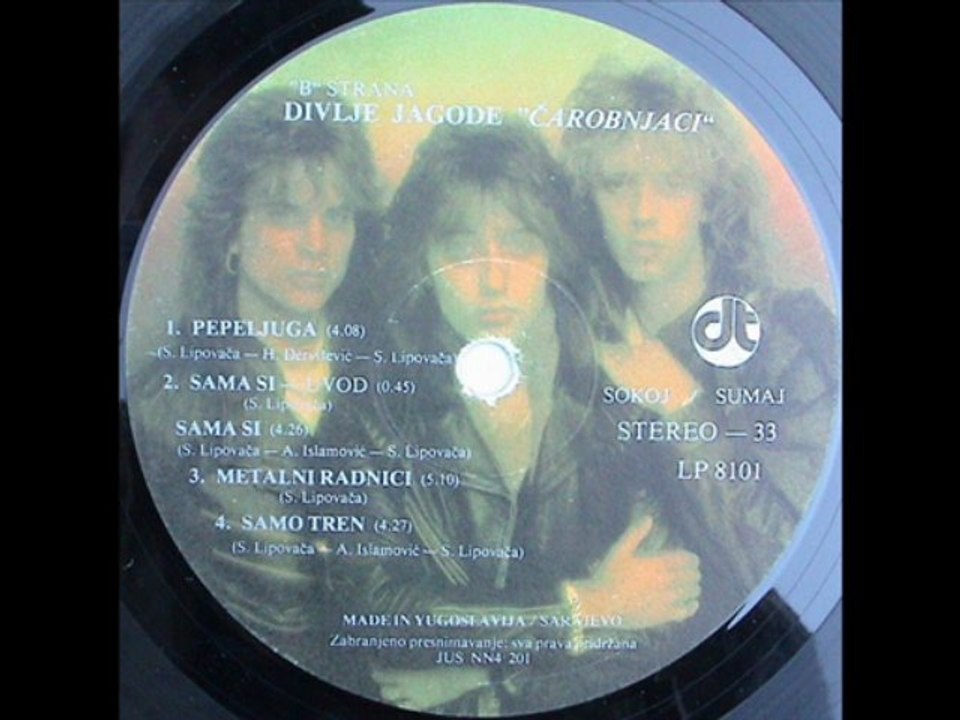 "B" STRANA
DIVLJE JAGODE "ČAROBNJACI"
1. PEPELJUGA (4.08)
(S. Lipovača — H. Dervišević — S. Lipovača)
2. SAMA SI — UVOD (0.45)
(S. Lipovača)
SAMA SI (4.26)
(S. Lipovača — A. Islamović — S. Lipovača)
3. METALNI RADNICI (5.10)
(S. Lipovača)
4. SAMO TREN (4:27)
(S. Lipovača — A. Islamović — S. Lipovača)
dt
SOKOJ / SUMAJ
STEREO — 33
LP 8101
MADE IN YUGOSLAVIJA / SARAJEVO
Zabranjeno presnimavanje: sva prava pridržana
JUS NN4 201